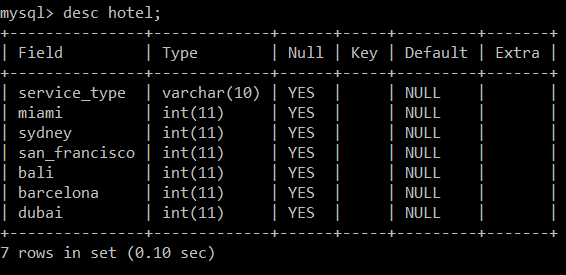 mysql> desc hotel;
+---------------+-------------+------+-----+---------+-------+
| Field         | Type        | Null | Key | Default | Extra |
+---------------+-------------+------+-----+---------+-------+
| service_type  | varchar(10) | YES  |     | NULL    |       |
| miami         | int(11)     | YES  |     | NULL    |       |
| sydney        | int(11)     | YES  |     | NULL    |       |
| san_francisco | int(11)     | YES  |     | NULL    |       |
| bali          | int(11)     | YES  |     | NULL    |       |
| barcelona     | int(11)     | YES  |     | NULL    |       |
| dubai         | int(11)     | YES  |     | NULL    |       |
+---------------+-------------+------+-----+---------+-------+
7 rows in set (0.10 sec)